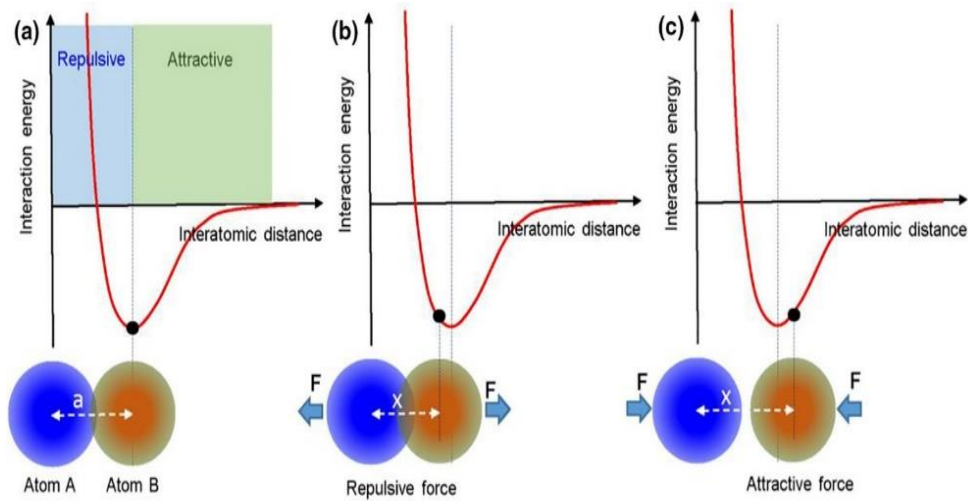 (a)
Repulsive
Attractive
Interaction energy
Interatomic distance
a
Atom A
Atom B
(b)
Interaction energy
Interatomic distance
F
x
F
Repulsive force
(c)
Interaction energy
Interatomic distance
F
x
F
Attractive force